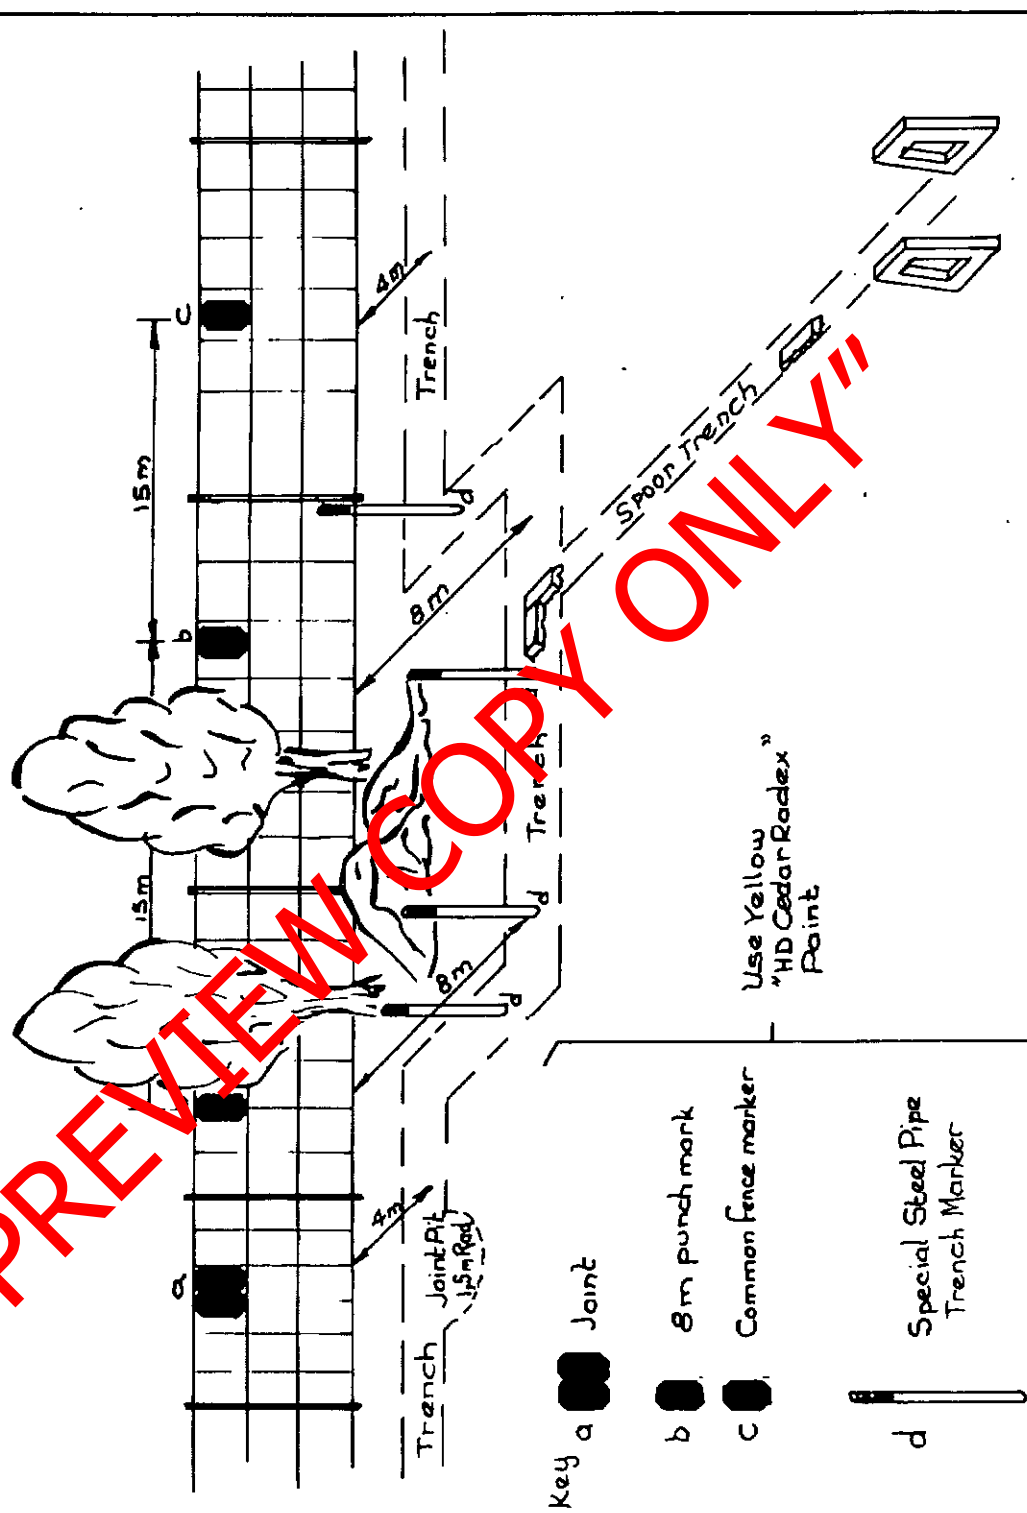 c
15m
b
15m
a
4m
Trench
d
8m
Spoon Trench
d
Trench
d
8m
d
4m
Joint Pit
1.5m Rad
Trench
Key
a Joint
b 8m punch mark
c Common fence marker
d Special Steel Pipe
Trench Marker
Use Yellow
"HD Cedar Radex"
Paint
PREVIEW COPY ONLY"